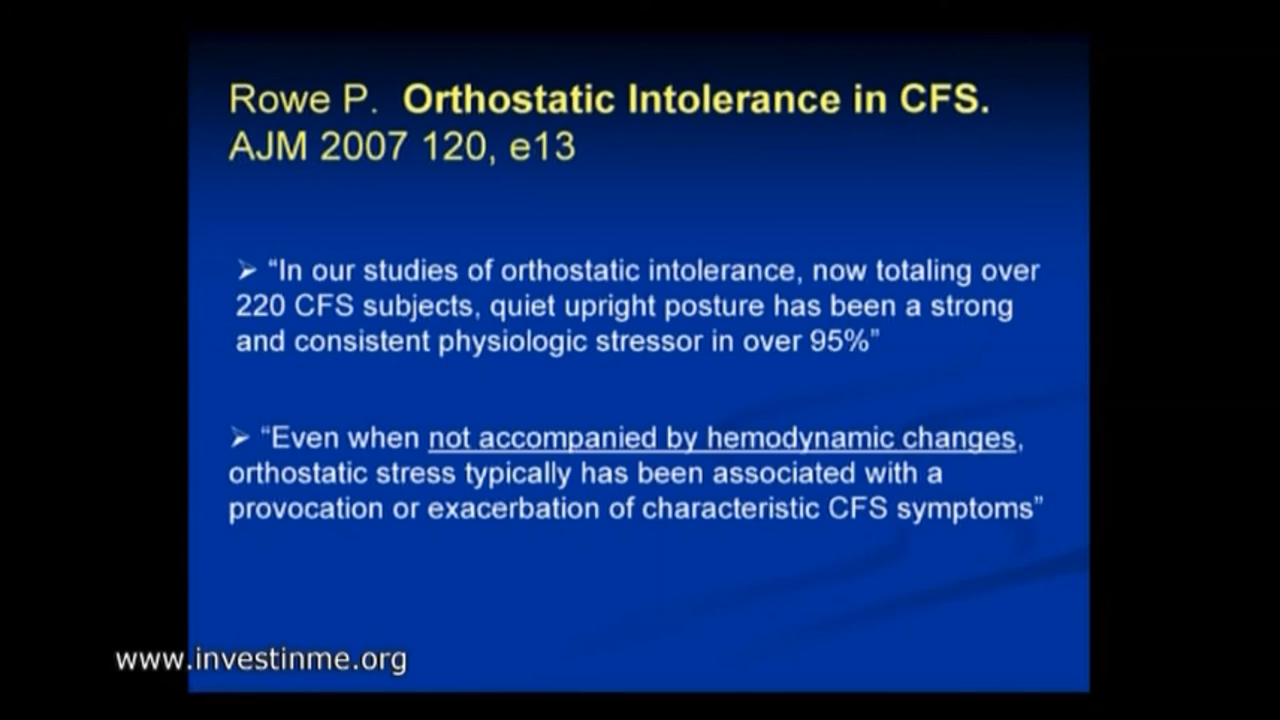 Rowe P. Orthostatic Intolerance in CFS.
AJM 2007 120, e13
➢ “In our studies of orthostatic intolerance, now totaling over
220 CFS subjects, quiet upright posture has been a strong
and consistent physiologic stressor in over 95%”
➢ “Even when not accompanied by hemodynamic changes,
orthostatic stress typically has been associated with a
provocation or exacerbation of characteristic CFS symptoms”
www.investinme.org